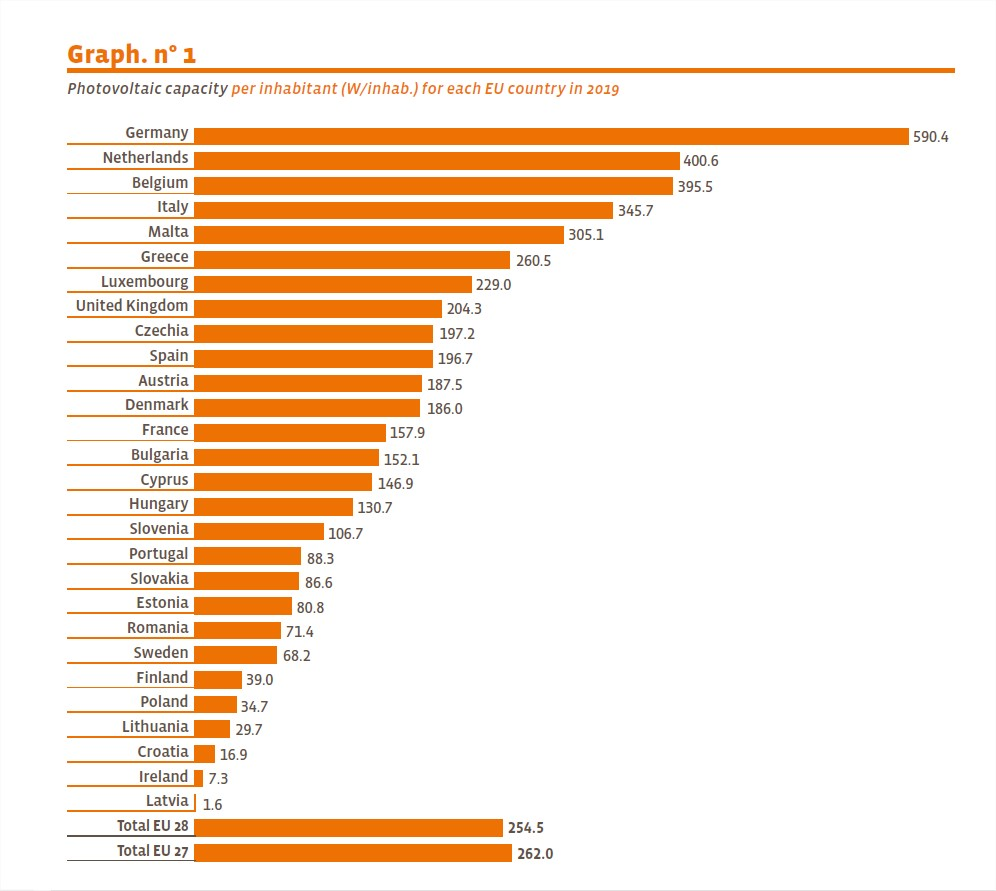 Graph. n° 1
Photovoltaic capacity per inhabitant (W/inhab.) for each EU country in 2019
Germany 590.4
Netherlands 400.6
Belgium 395.5
Italy 345.7
Malta 305.1
Greece 260.5
Luxembourg 229.0
United Kingdom 204.3
Czechia 197.2
Spain 196.7
Austria 187.5
Denmark 186.0
France 157.9
Bulgaria 152.1
Cyprus 146.9
Hungary 130.7
Slovenia 106.7
Portugal 88.3
Slovakia 86.6
Estonia 80.8
Romania 71.4
Sweden 68.2
Finland 39.0
Poland 34.7
Lithuania 29.7
Croatia 16.9
Ireland 7.3
Latvia 1.6
Total EU 28 254.5
Total EU 27 262.0